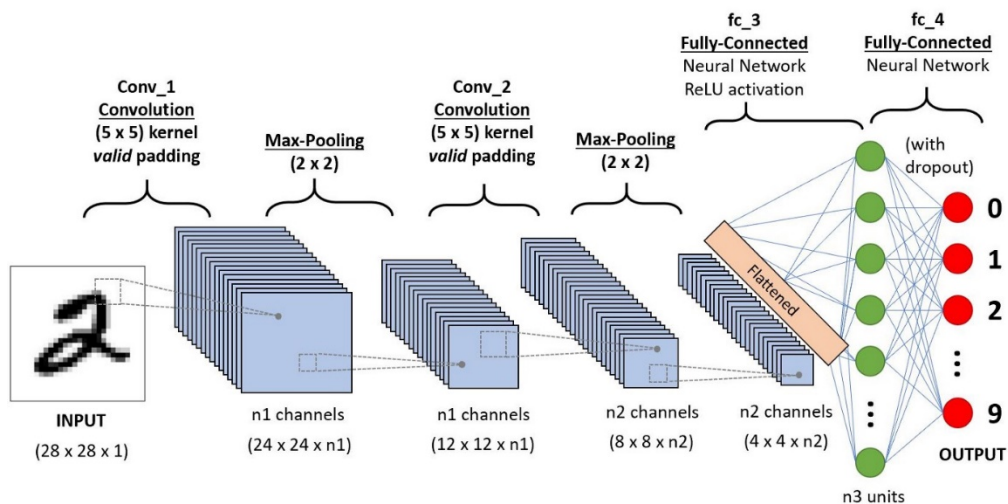 Conv_1
Convolution
(5 x 5) kernel
valid padding
Max-Pooling
(2 x 2)
Conv_2
Convolution
(5 x 5) kernel
valid padding
Max-Pooling
(2 x 2)
fc_3
Fully-Connected
Neural Network
ReLU activation
fc_4
Fully-Connected
Neural Network
(with
dropout)
2
INPUT
(28 x 28 x 1)
n1 channels
(24 x 24 x n1)
n1 channels
(12 x 12 x n1)
n2 channels
(8 x 8 x n2)
n2 channels
(4 x 4 x n2)
Flattened
n3 units
0
1
2
9
OUTPUT